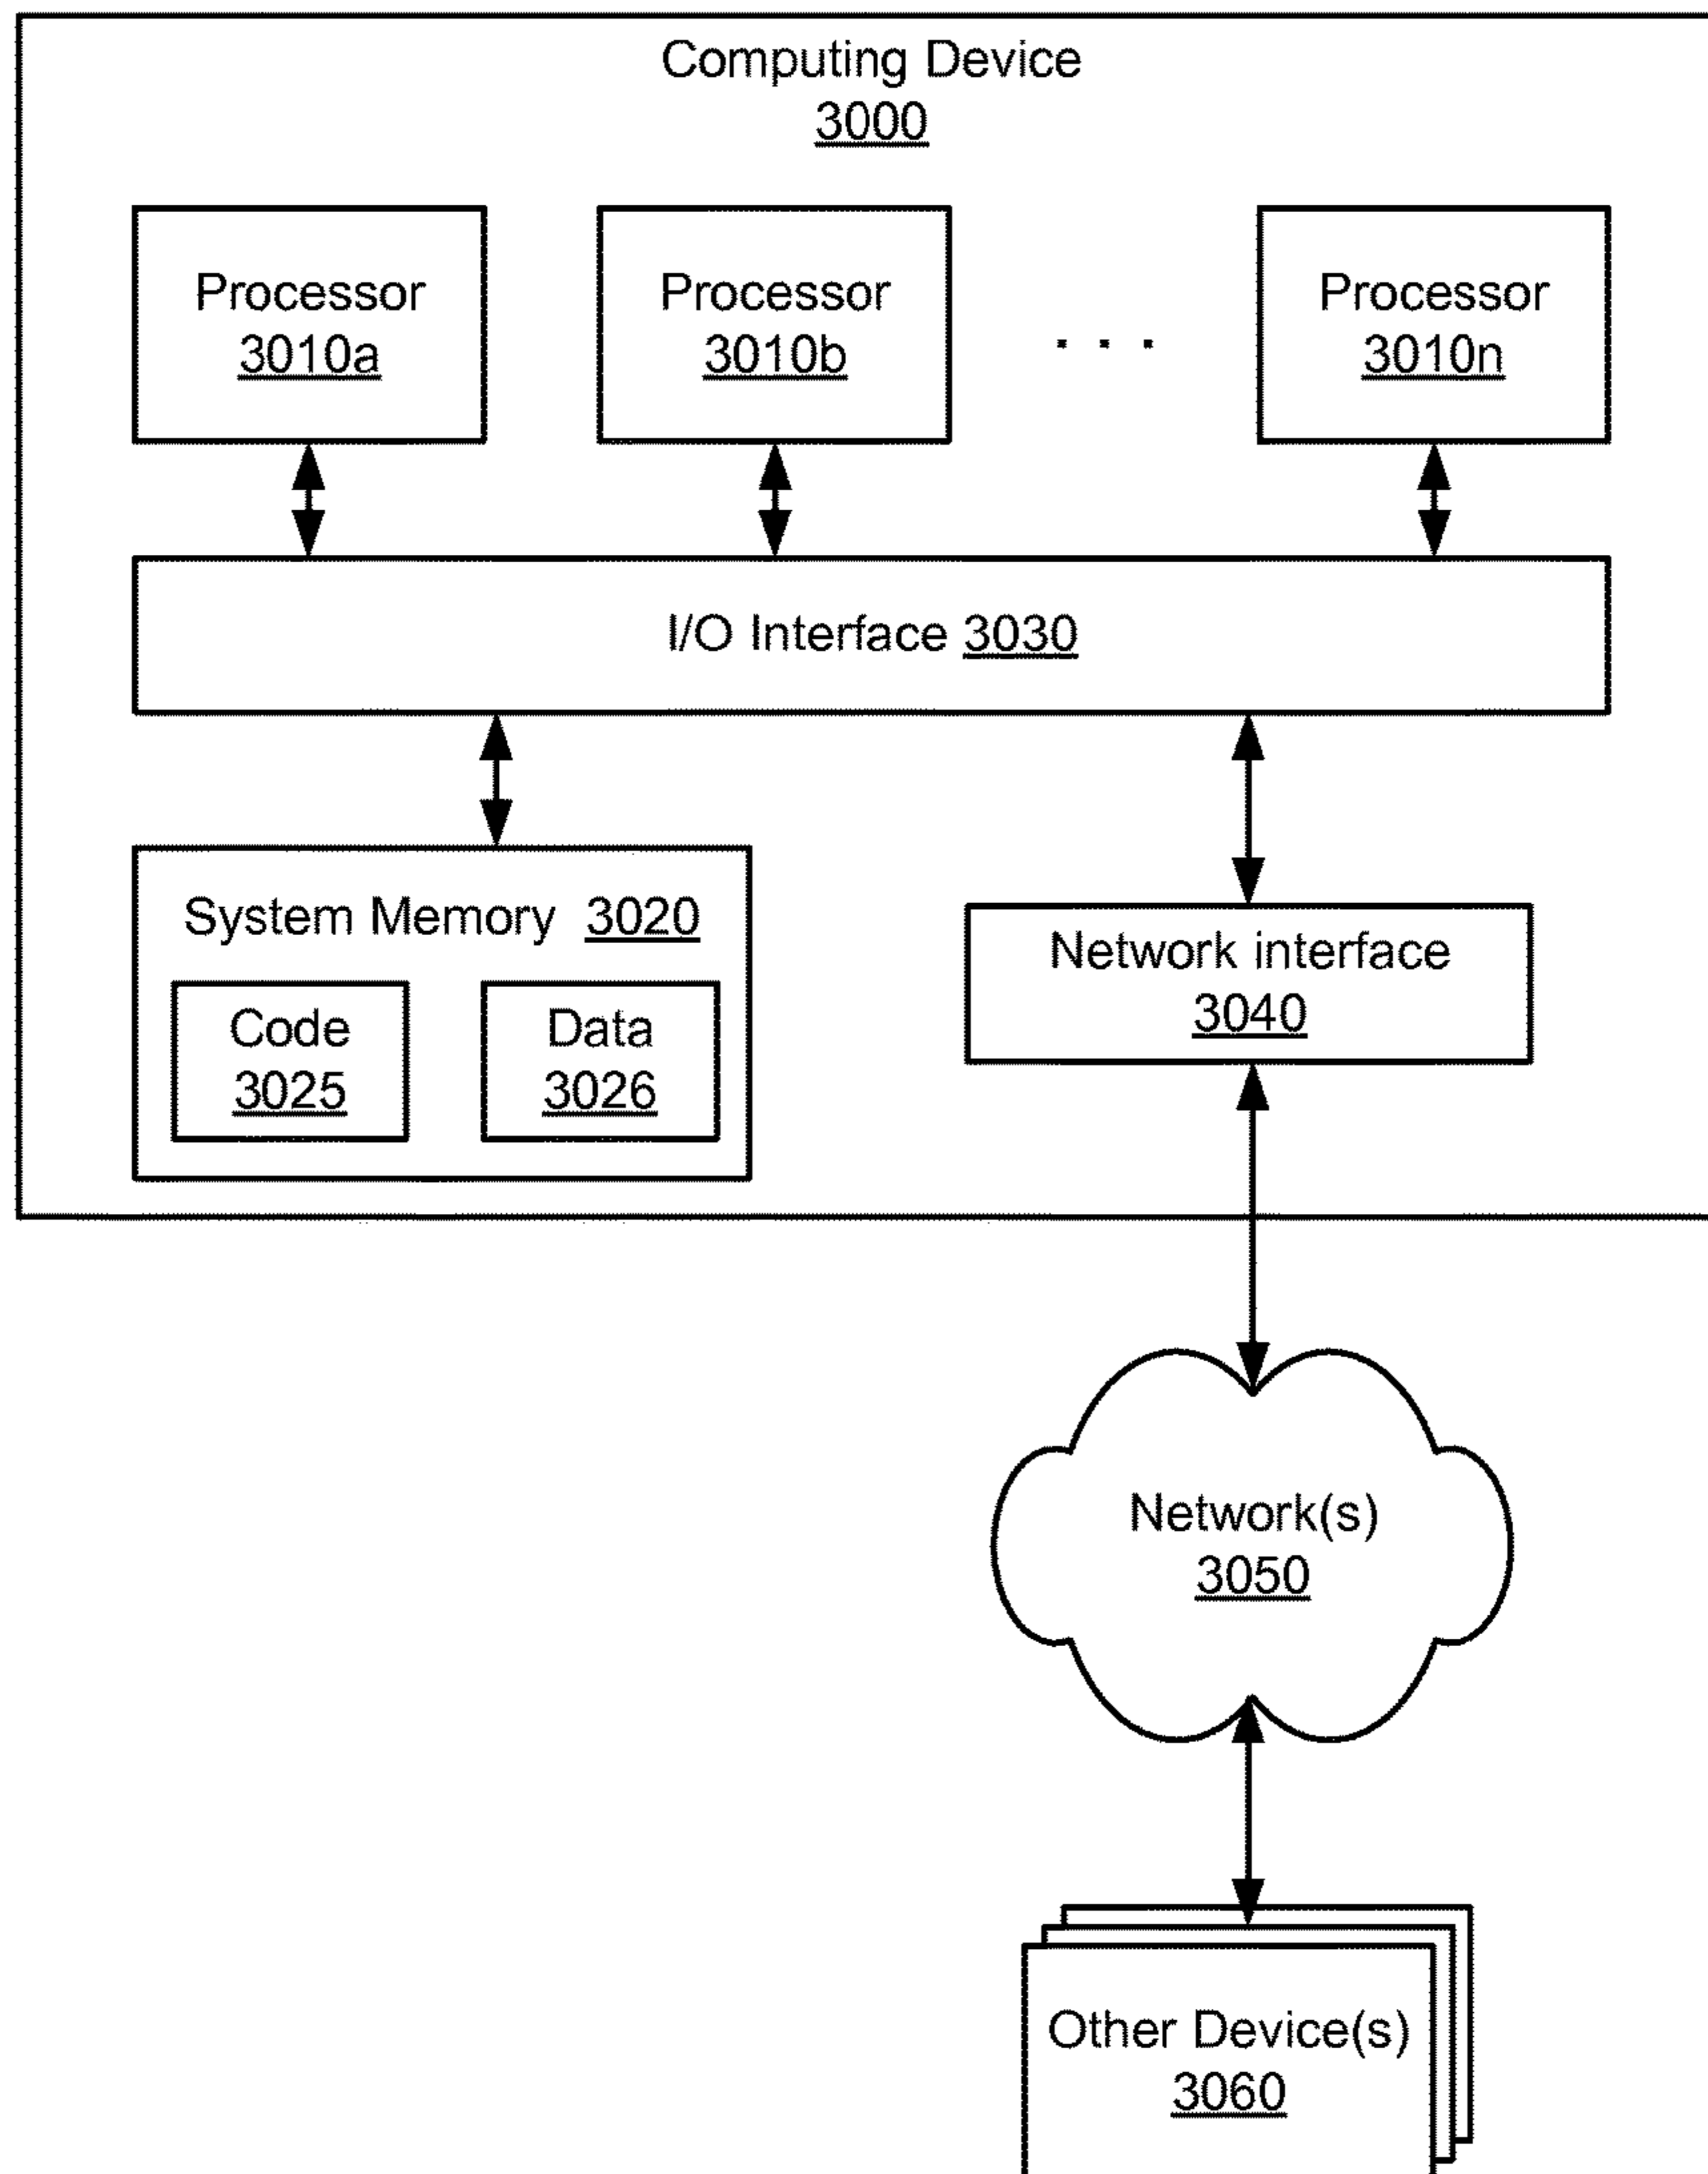 Computing Device
3000
Processor
3010a
Processor
3010b
. . .
Processor
3010n
I/O Interface 3030
System Memory 3020
Code
3025
Data
3026
Network interface
3040
Network(s)
3050
Other Device(s)
3060